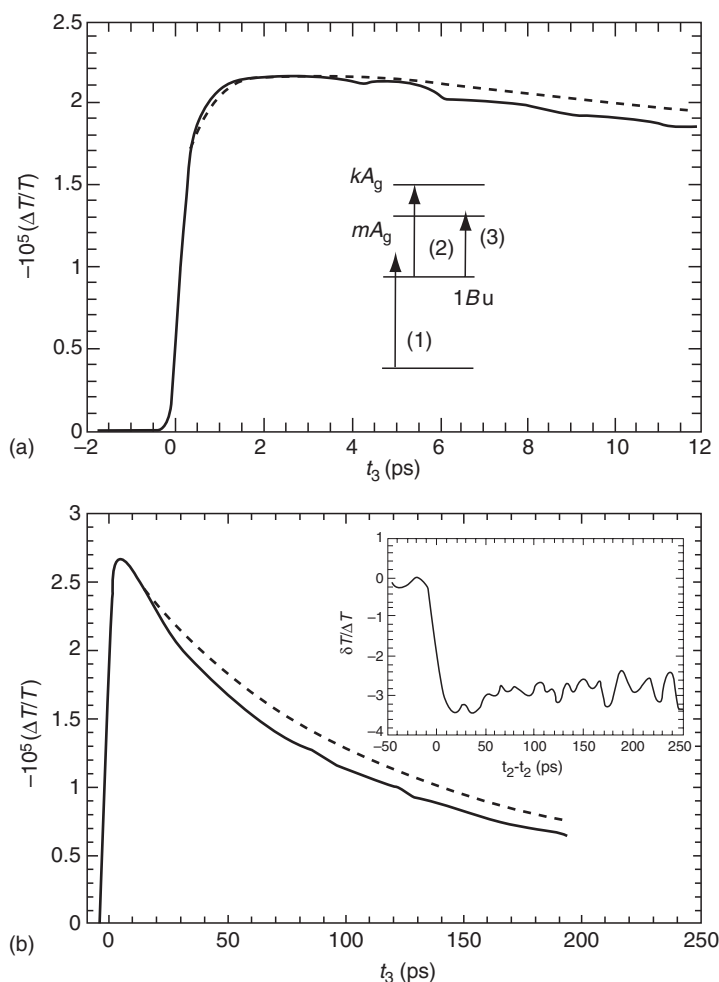 2.5
2
1.5
1
0.5
0
−10⁵ (ΔT/T)
kAg
mAg
(2)
(3)
1Bu
(1)
−2 0 2 4 6 8 10 12
(a)
t₃ (ps)
3
2.5
2
1.5
1
0.5
0
−10⁵ (ΔT/T)
1
0
−1
−2
−3
−4
δT/ΔT
−50 0 50 100 150 200 250
t₂-t₂ (ps)
0 50 100 150 200 250
(b)
t₃ (ps)